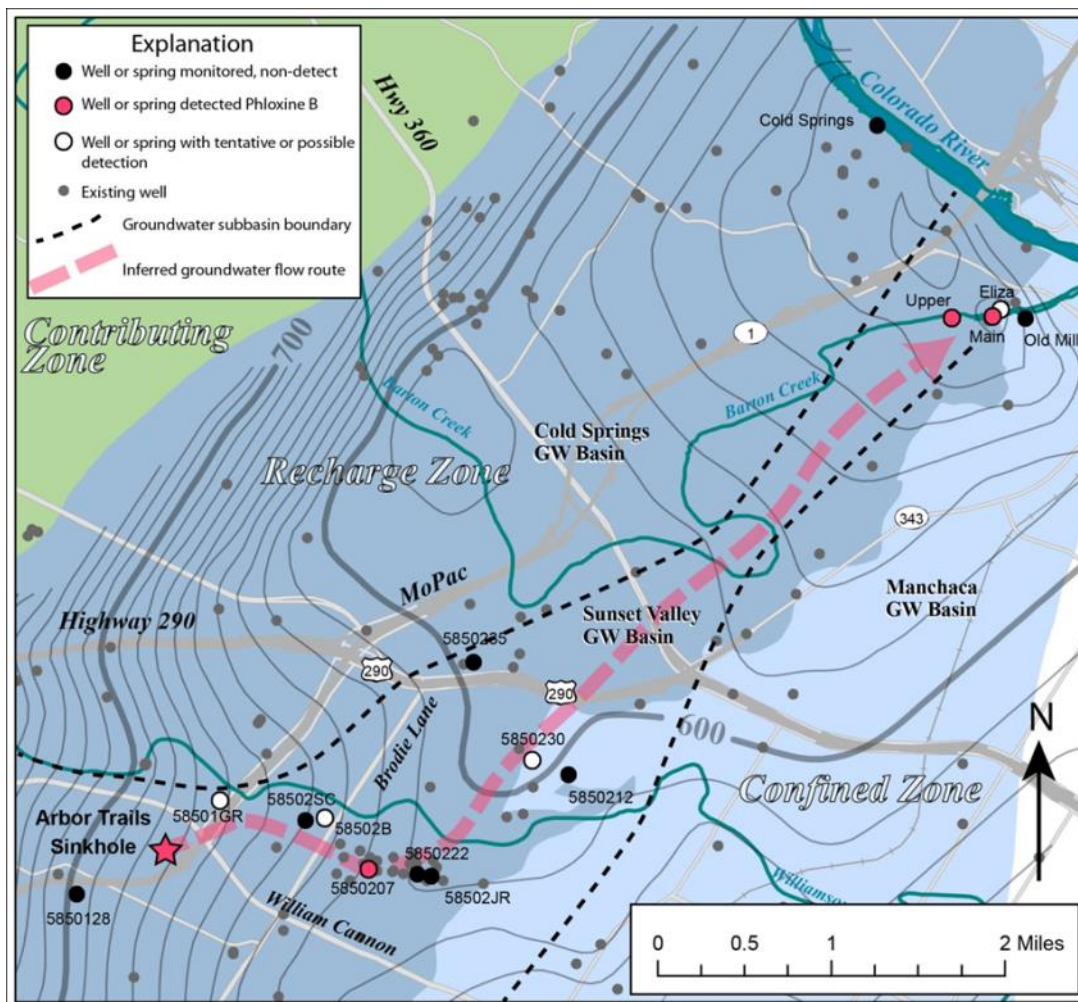 Explanation
Well or spring monitored, non-detect
Well or spring detected Phloxine B
Well or spring with tentative or possible
detection
Existing well
Groundwater subbasin boundary
Inferred groundwater flow route
Hwy 360
Cold Springs
Colorado River
Contributing
Zone
700
Upper
Eliza
Main
Old Mill
1
Barton Creek
Barton Creek
Cold Springs
GW Basin
Recharge Zone
343
MoPac
Manchaca
GW Basin
Highway 290
Sunset Valley
GW Basin
5850235
290
290
600
Brodie Lane
5850230
5850212
Confined Zone
N
58501GR
58502SC
58502B
Arbor Trails
Sinkhole
5850222
5850207
58502JR
5850128
William Cannon
Williamson
0 0.5 1 2 Miles